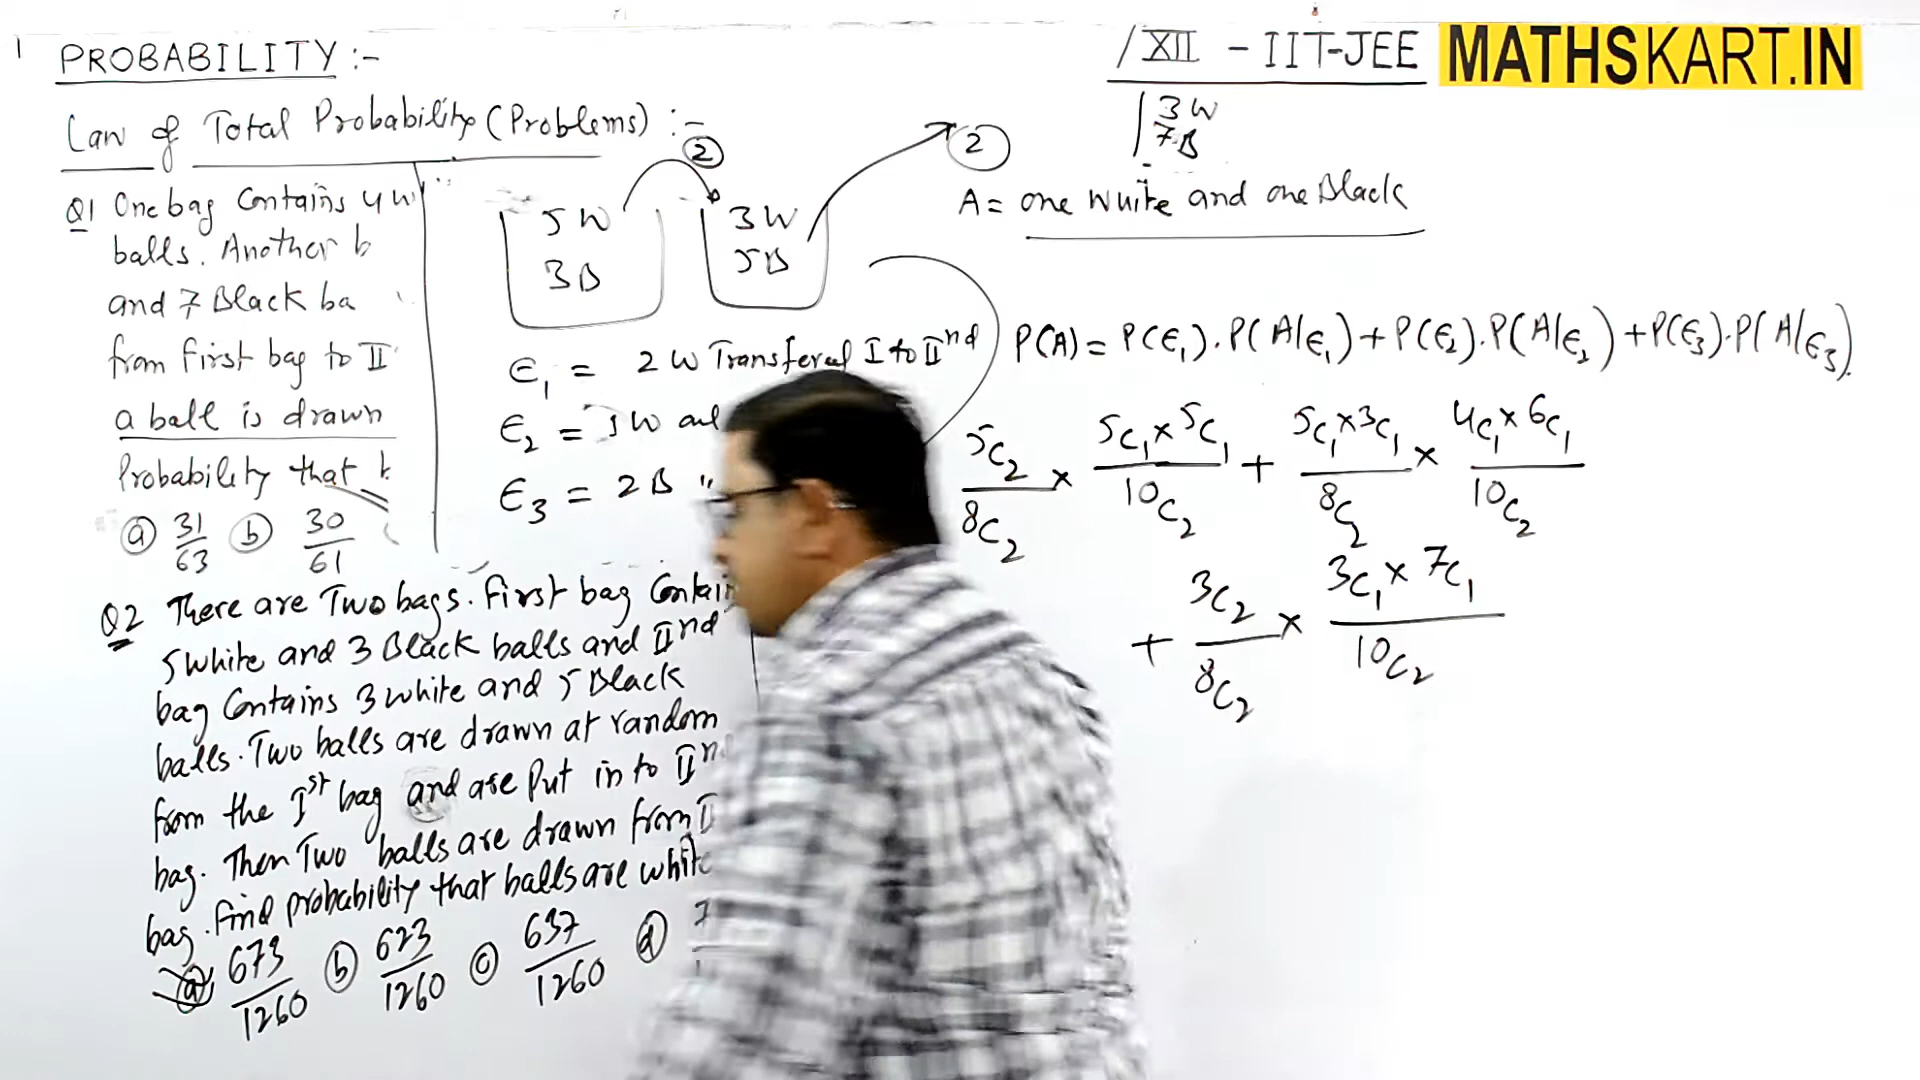 PROBABILITY :-
/XII - IIT-JEE
MATHSKART.IN
Law of Total Probability (Problems) :-
Q1 One bag Contains 4 W
balls. Another b
and 7 Black ba
from first bag to II
a ball is drawn
Probability that
(a) 31/63 (b) 30/61
Q2 There are Two bags. First bag Contain
5 white and 3 Black balls and IInd
bag Contains 3 white and 5 Black
balls. Two balls are drawn at random
from the Ist bag and are Put in to IInd
bag. Then Two balls are drawn from I
bag. Find probability that balls are white
(a) 673/1260 (b) 623/1260 (c) 637/1260 (d) 7
2
5W
3B
3W
5B
2
3W
7B
A = one white and one Black
E1 = 2 W Transferred I to IInd
E2 = 1 W and
E3 = 2 B "
P(A) = P(E1).P(A/E1) + P(E2).P(A/E2) + P(E3).P(A/E3).
5C2/8C2 × 5C1×5C1/10C2 + 5C1×3C1/8C2 × 4C1×6C1/10C2
+ 3C2/8C2 × 3C1×7C1/10C2